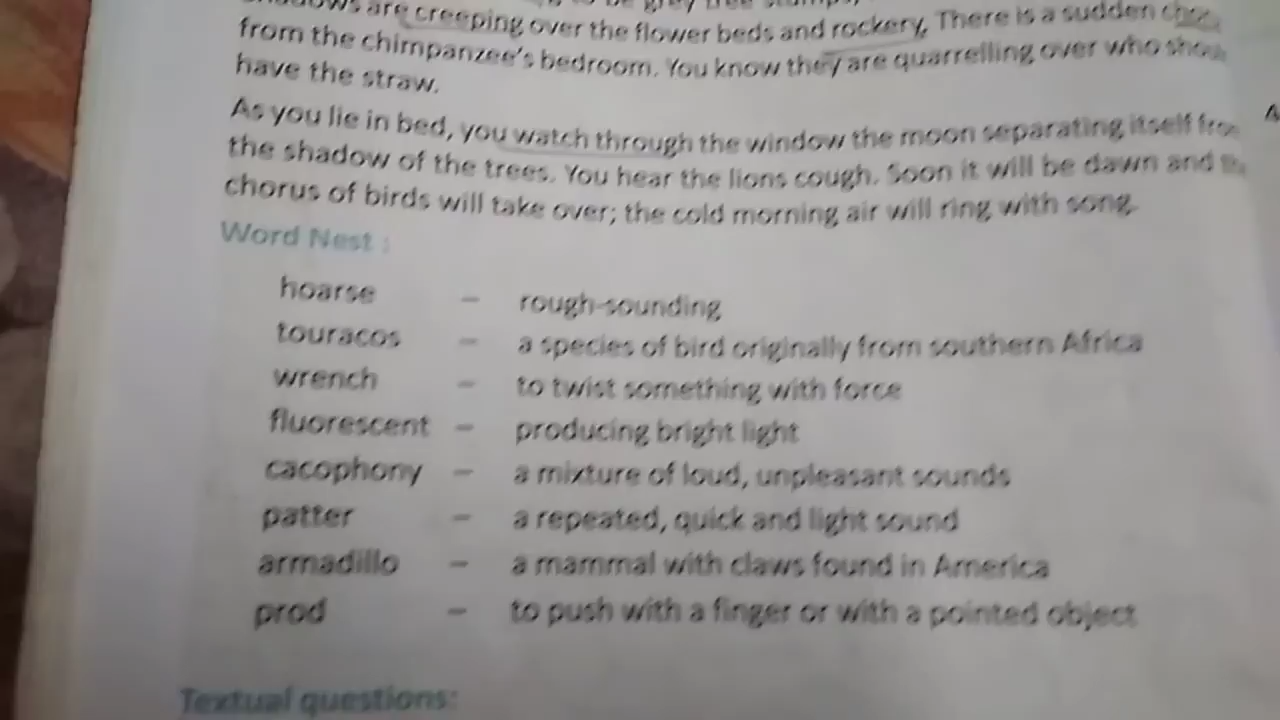 to be grey tree stumps,
shadows are creeping over the flower beds and rockery, There is a sudden
from the chimpanzee's bedroom. You know they are quarrelling over who
have the straw.
As you lie in bed, you watch through the window the moon separating itself
the shadow of the trees. You hear the lions cough. Soon it will be dawn and
chorus of birds will take over; the cold morning air will ring with song.
Word Nest :
hoarse – rough-sounding
touracos – a species of bird originally from southern Africa
wrench – to twist something with force
fluorescent – producing bright light
cacophony – a mixture of loud, unpleasant sounds
patter – a repeated, quick and light sound
armadillo – a mammal with claws found in America
prod – to push with a finger or with a pointed object
Textual questions: